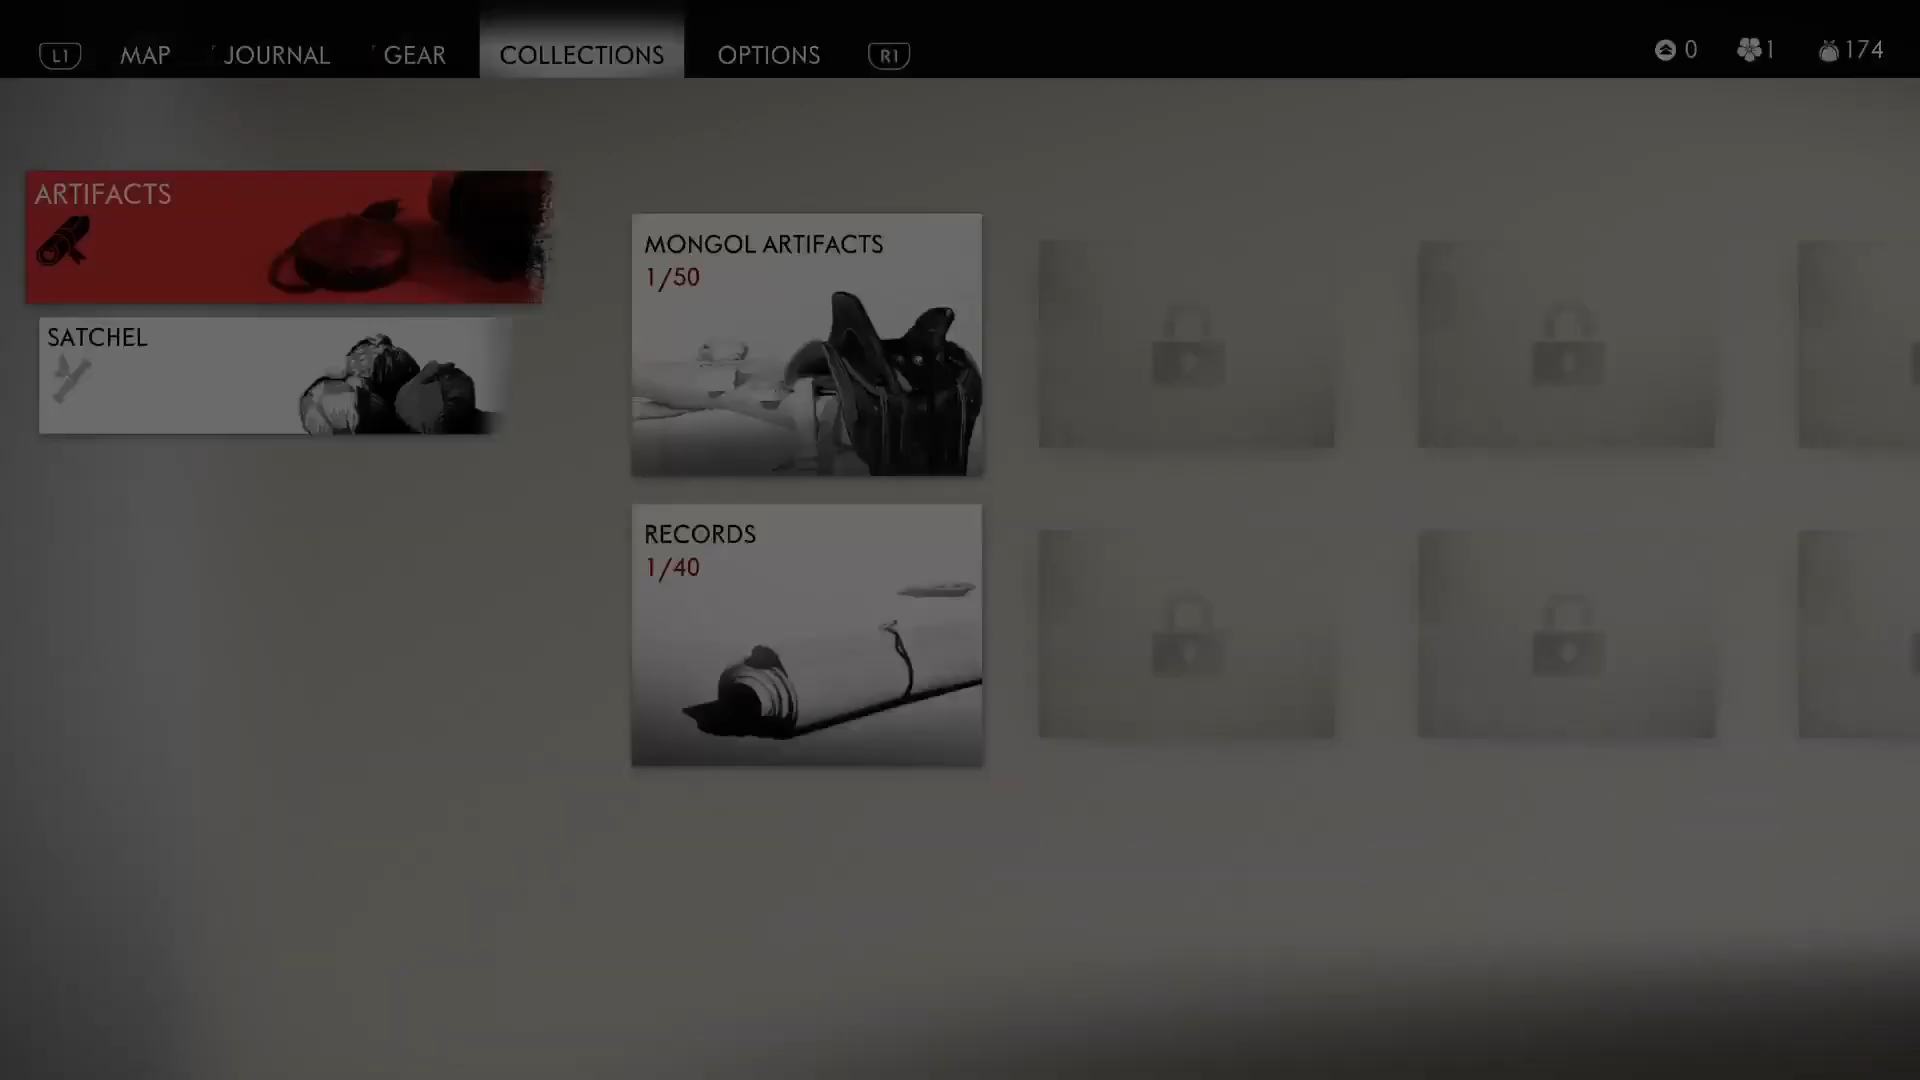 L1 MAP JOURNAL GEAR COLLECTIONS OPTIONS R1 0 1 174
ARTIFACTS
SATCHEL
MONGOL ARTIFACTS
1/50
RECORDS
1/40